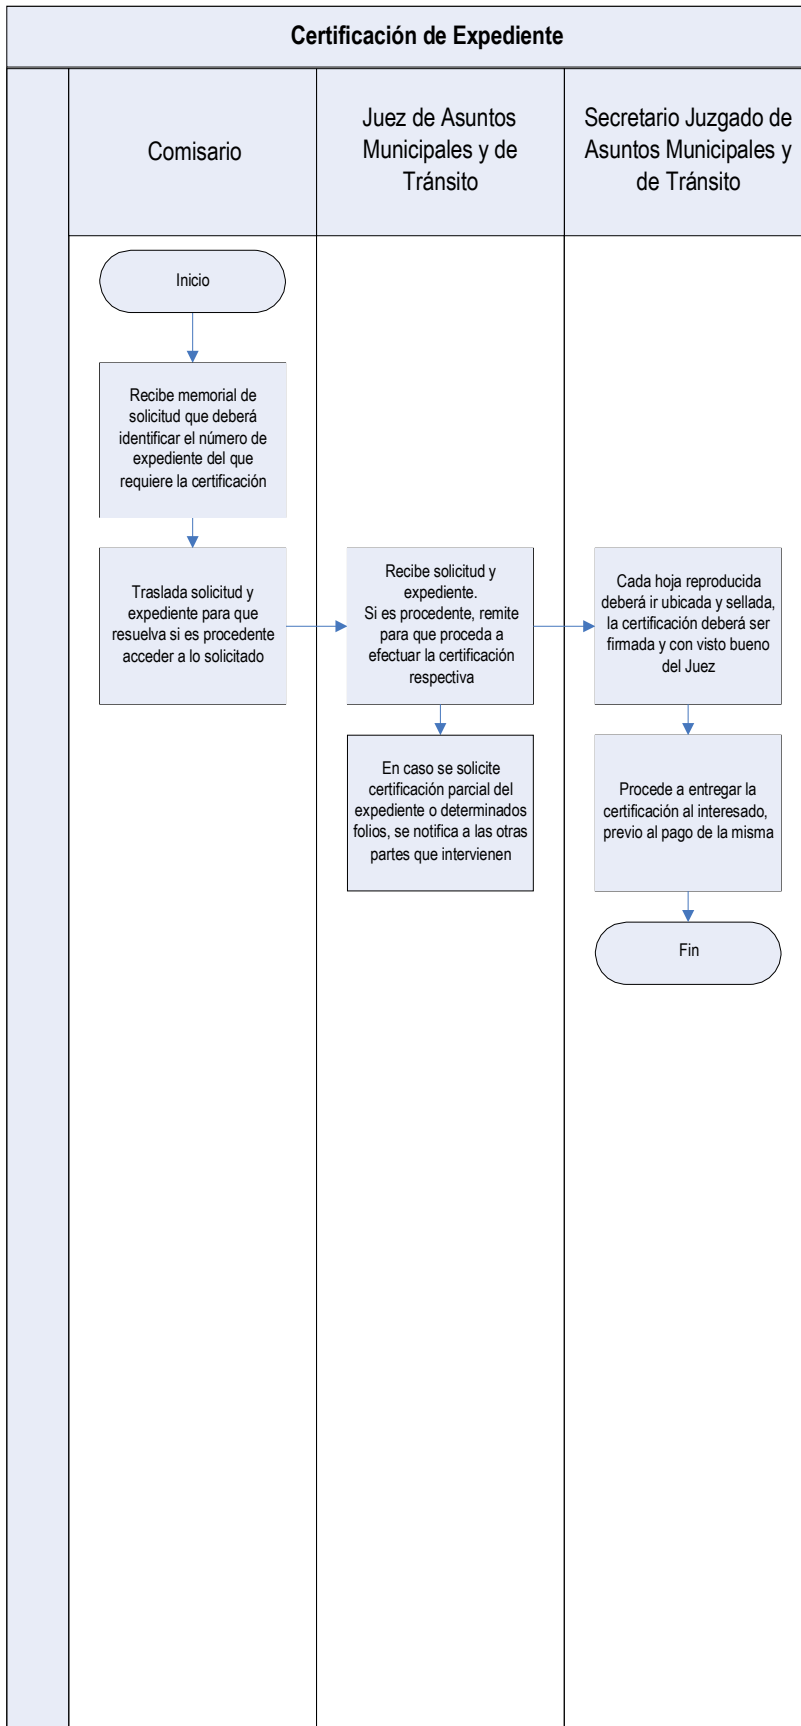 Certificación de Expediente
Comisario
Juez de Asuntos
Municipales y de
Tránsito
Secretario Juzgado de
Asuntos Municipales y
de Tránsito
Inicio
Recibe memorial de
solicitud que deberá
identificar el número de
expediente del que
requiere la certificación
Traslada solicitud y
expediente para que
resuelva si es procedente
acceder a lo solicitado
Recibe solicitud y
expediente.
Si es procedente, remite
para que proceda a
efectuar la certificación
respectiva
Cada hoja reproducida
deberá ir ubicada y sellada,
la certificación deberá ser
firmada y con visto bueno
del Juez
En caso se solicite
certificación parcial del
expediente o determinados
folios, se notifica a las otras
partes que intervienen
Procede a entregar la
certificación al interesado,
previo al pago de la misma
Fin